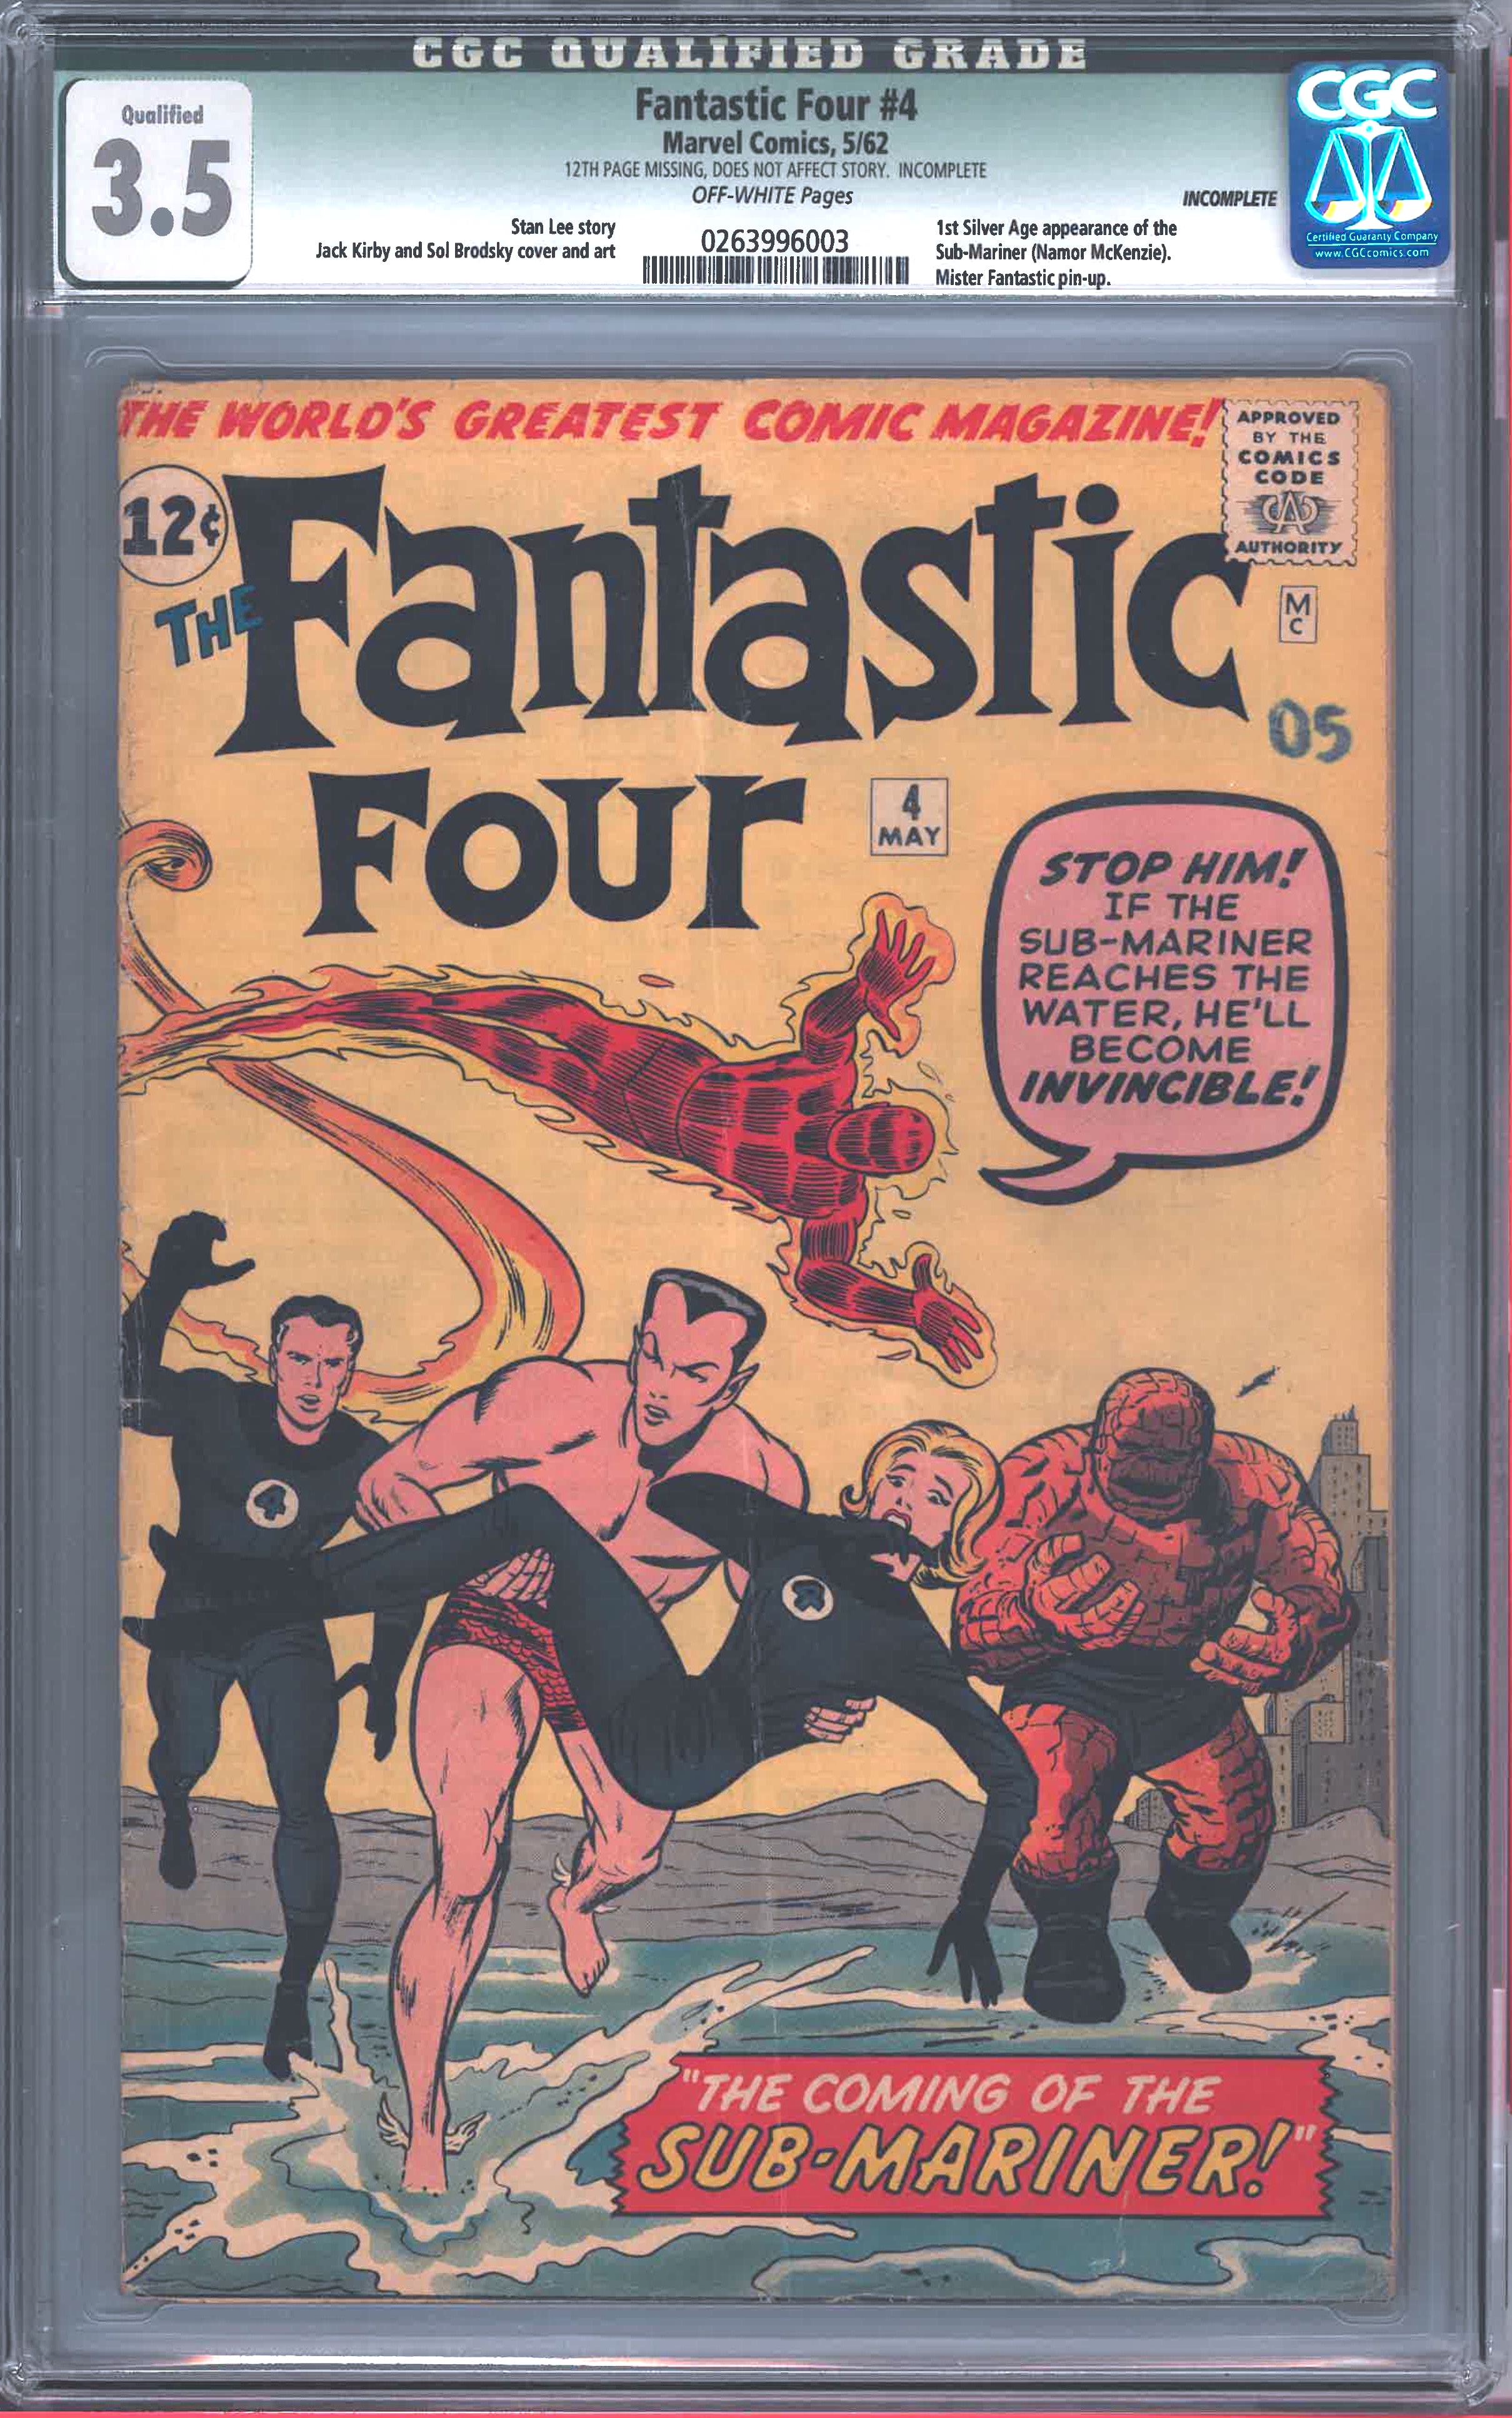 CGC QUALIFIED GRADE
Qualified
3.5
Fantastic Four #4
Marvel Comics, 5/62
12TH PAGE MISSING, DOES NOT AFFECT STORY. INCOMPLETE
OFF-WHITE Pages
INCOMPLETE
Stan Lee story
Jack Kirby and Sol Brodsky cover and art
0263996003
1st Silver Age appearance of the
Sub-Mariner (Namor McKenzie).
Mister Fantastic pin-up.
CGC
Certified Guaranty Company
www.CGCcomics.com
THE WORLD'S GREATEST COMIC MAGAZINE!
APPROVED
BY THE
COMICS
CODE
CA
AUTHORITY
12¢
THE
Fantastic
Four
M
C
05
4
MAY
STOP HIM!
IF THE
SUB-MARINER
REACHES THE
WATER, HE'LL
BECOME
INVINCIBLE!
4
4
"THE COMING OF THE
SUB-MARINER!"